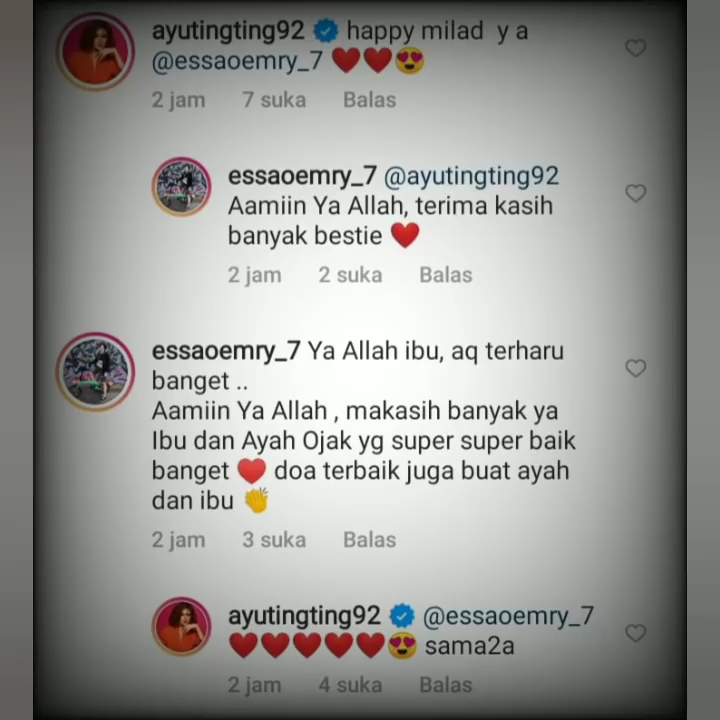 ayutingting92 happy milad y a
@essaoemry_7 ❤️❤️😍
2 jam 7 suka Balas
essaoemry_7 @ayutingting92
Aamiin Ya Allah, terima kasih
banyak bestie ❤️
2 jam 2 suka Balas
essaoemry_7 Ya Allah ibu, aq terharu
banget ..
Aamiin Ya Allah , makasih banyak ya
Ibu dan Ayah Ojak yg super super baik
banget ❤️ doa terbaik juga buat ayah
dan ibu 👏
2 jam 3 suka Balas
ayutingting92 @essaoemry_7
❤️❤️❤️❤️❤️😍 sama2a
2 jam 4 suka Balas